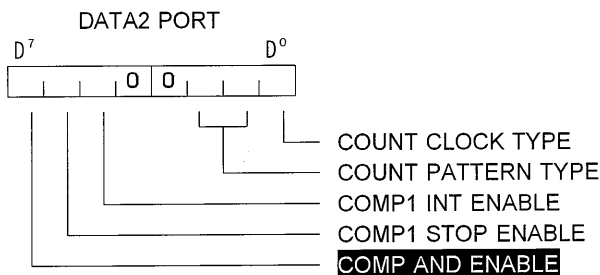 DATA2 PORT
D⁷ D⁰
0 0
COUNT CLOCK TYPE
COUNT PATTERN TYPE
COMP1 INT ENABLE
COMP1 STOP ENABLE
COMP AND ENABLE